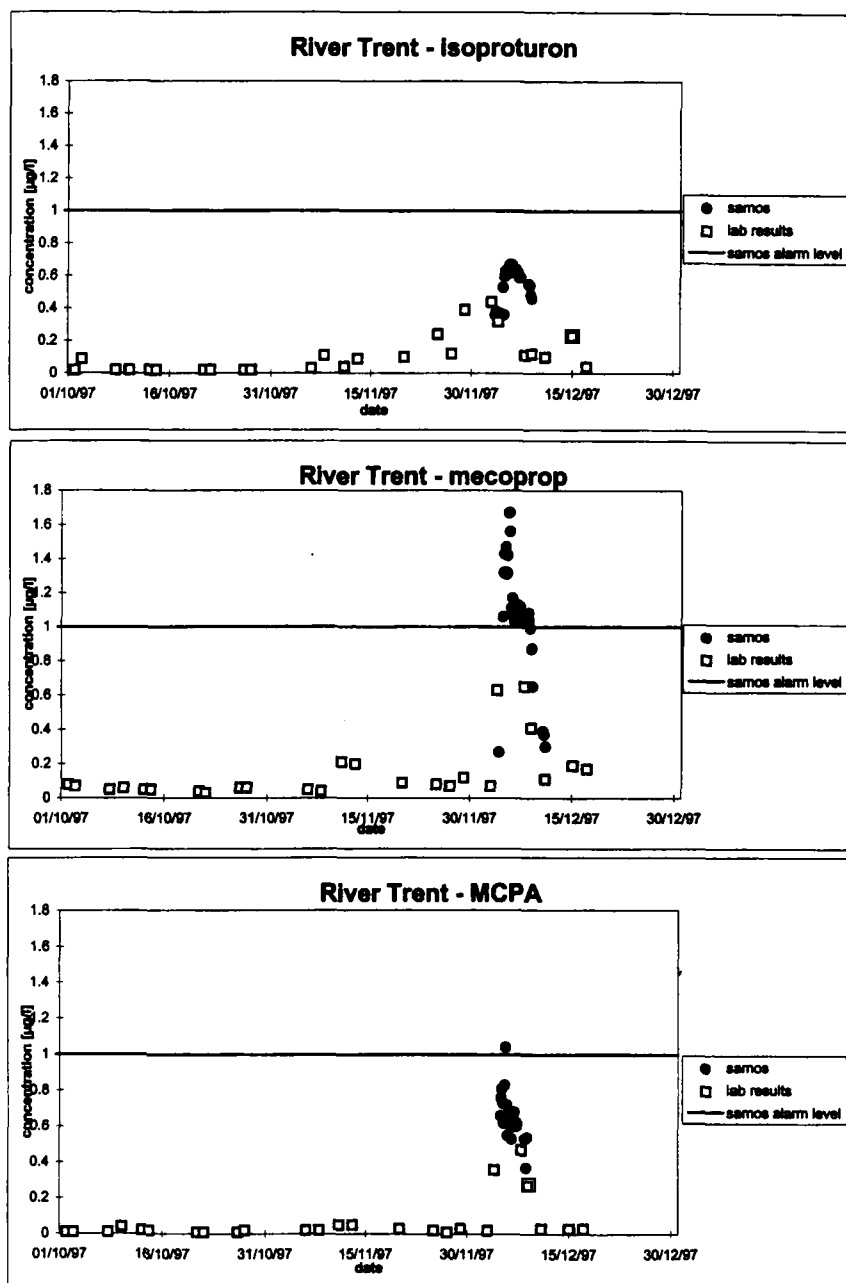 River Trent - isoproturon
concentration [µg/l]
1.8
1.6
1.4
1.2
1
0.8
0.6
0.4
0.2
0
01/10/97 16/10/97 31/10/97 15/11/97 30/11/97 15/12/97 30/12/97
date
samos
lab results
samos alarm level
River Trent - mecoprop
concentration [µg/l]
1.8
1.6
1.4
1.2
1
0.8
0.6
0.4
0.2
0
01/10/97 16/10/97 31/10/97 15/11/97 30/11/97 15/12/97 30/12/97
date
samos
lab results
samos alarm level
River Trent - MCPA
concentration [µg/l]
1.8
1.6
1.4
1.2
1
0.8
0.6
0.4
0.2
0
01/10/97 16/10/97 31/10/97 15/11/97 30/11/97 15/12/97 30/12/97
date
samos
lab results
samos alarm level